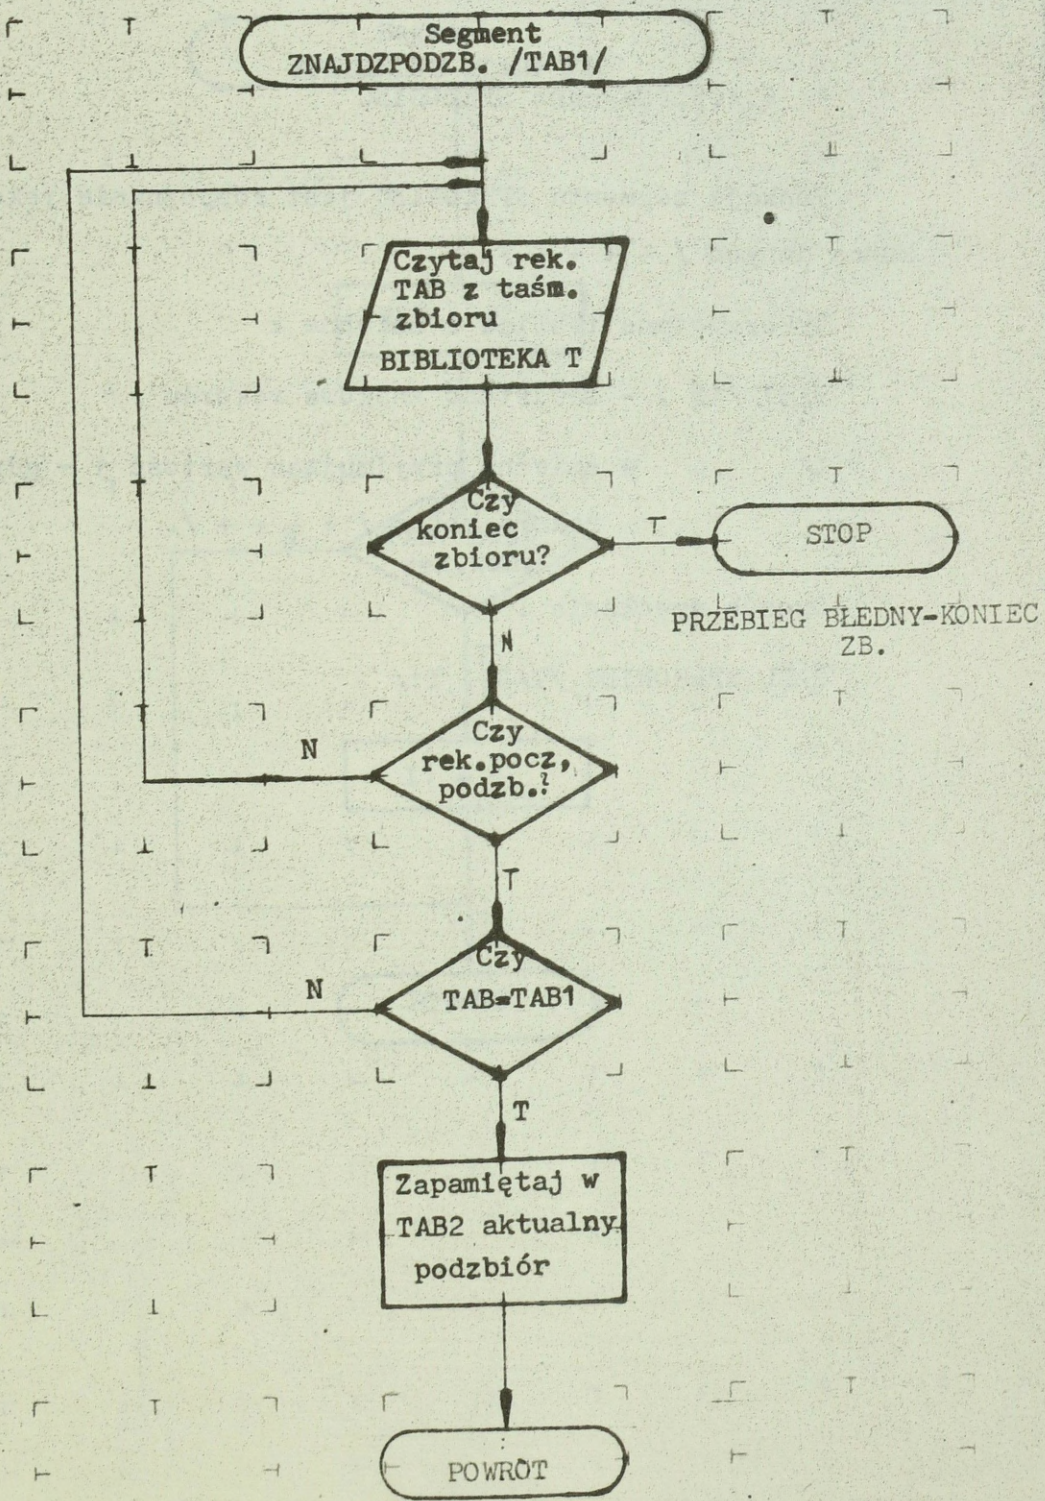 Segment
ZNAJDZPODZB. /TAB1/
Czytaj rek.
TAB z taśm.
zbioru
BIBLIOTEKA T
Czy
koniec
zbioru?
T
STOP
PRZEBIEG BŁEDNY-KONIEC
ZB.
N
Czy
rek.pocz,
podzb.?
N
T
Czy
TAB=TAB1
N
T
Zapamiętaj w
TAB2 aktualny
podzbiór
POWRÓT